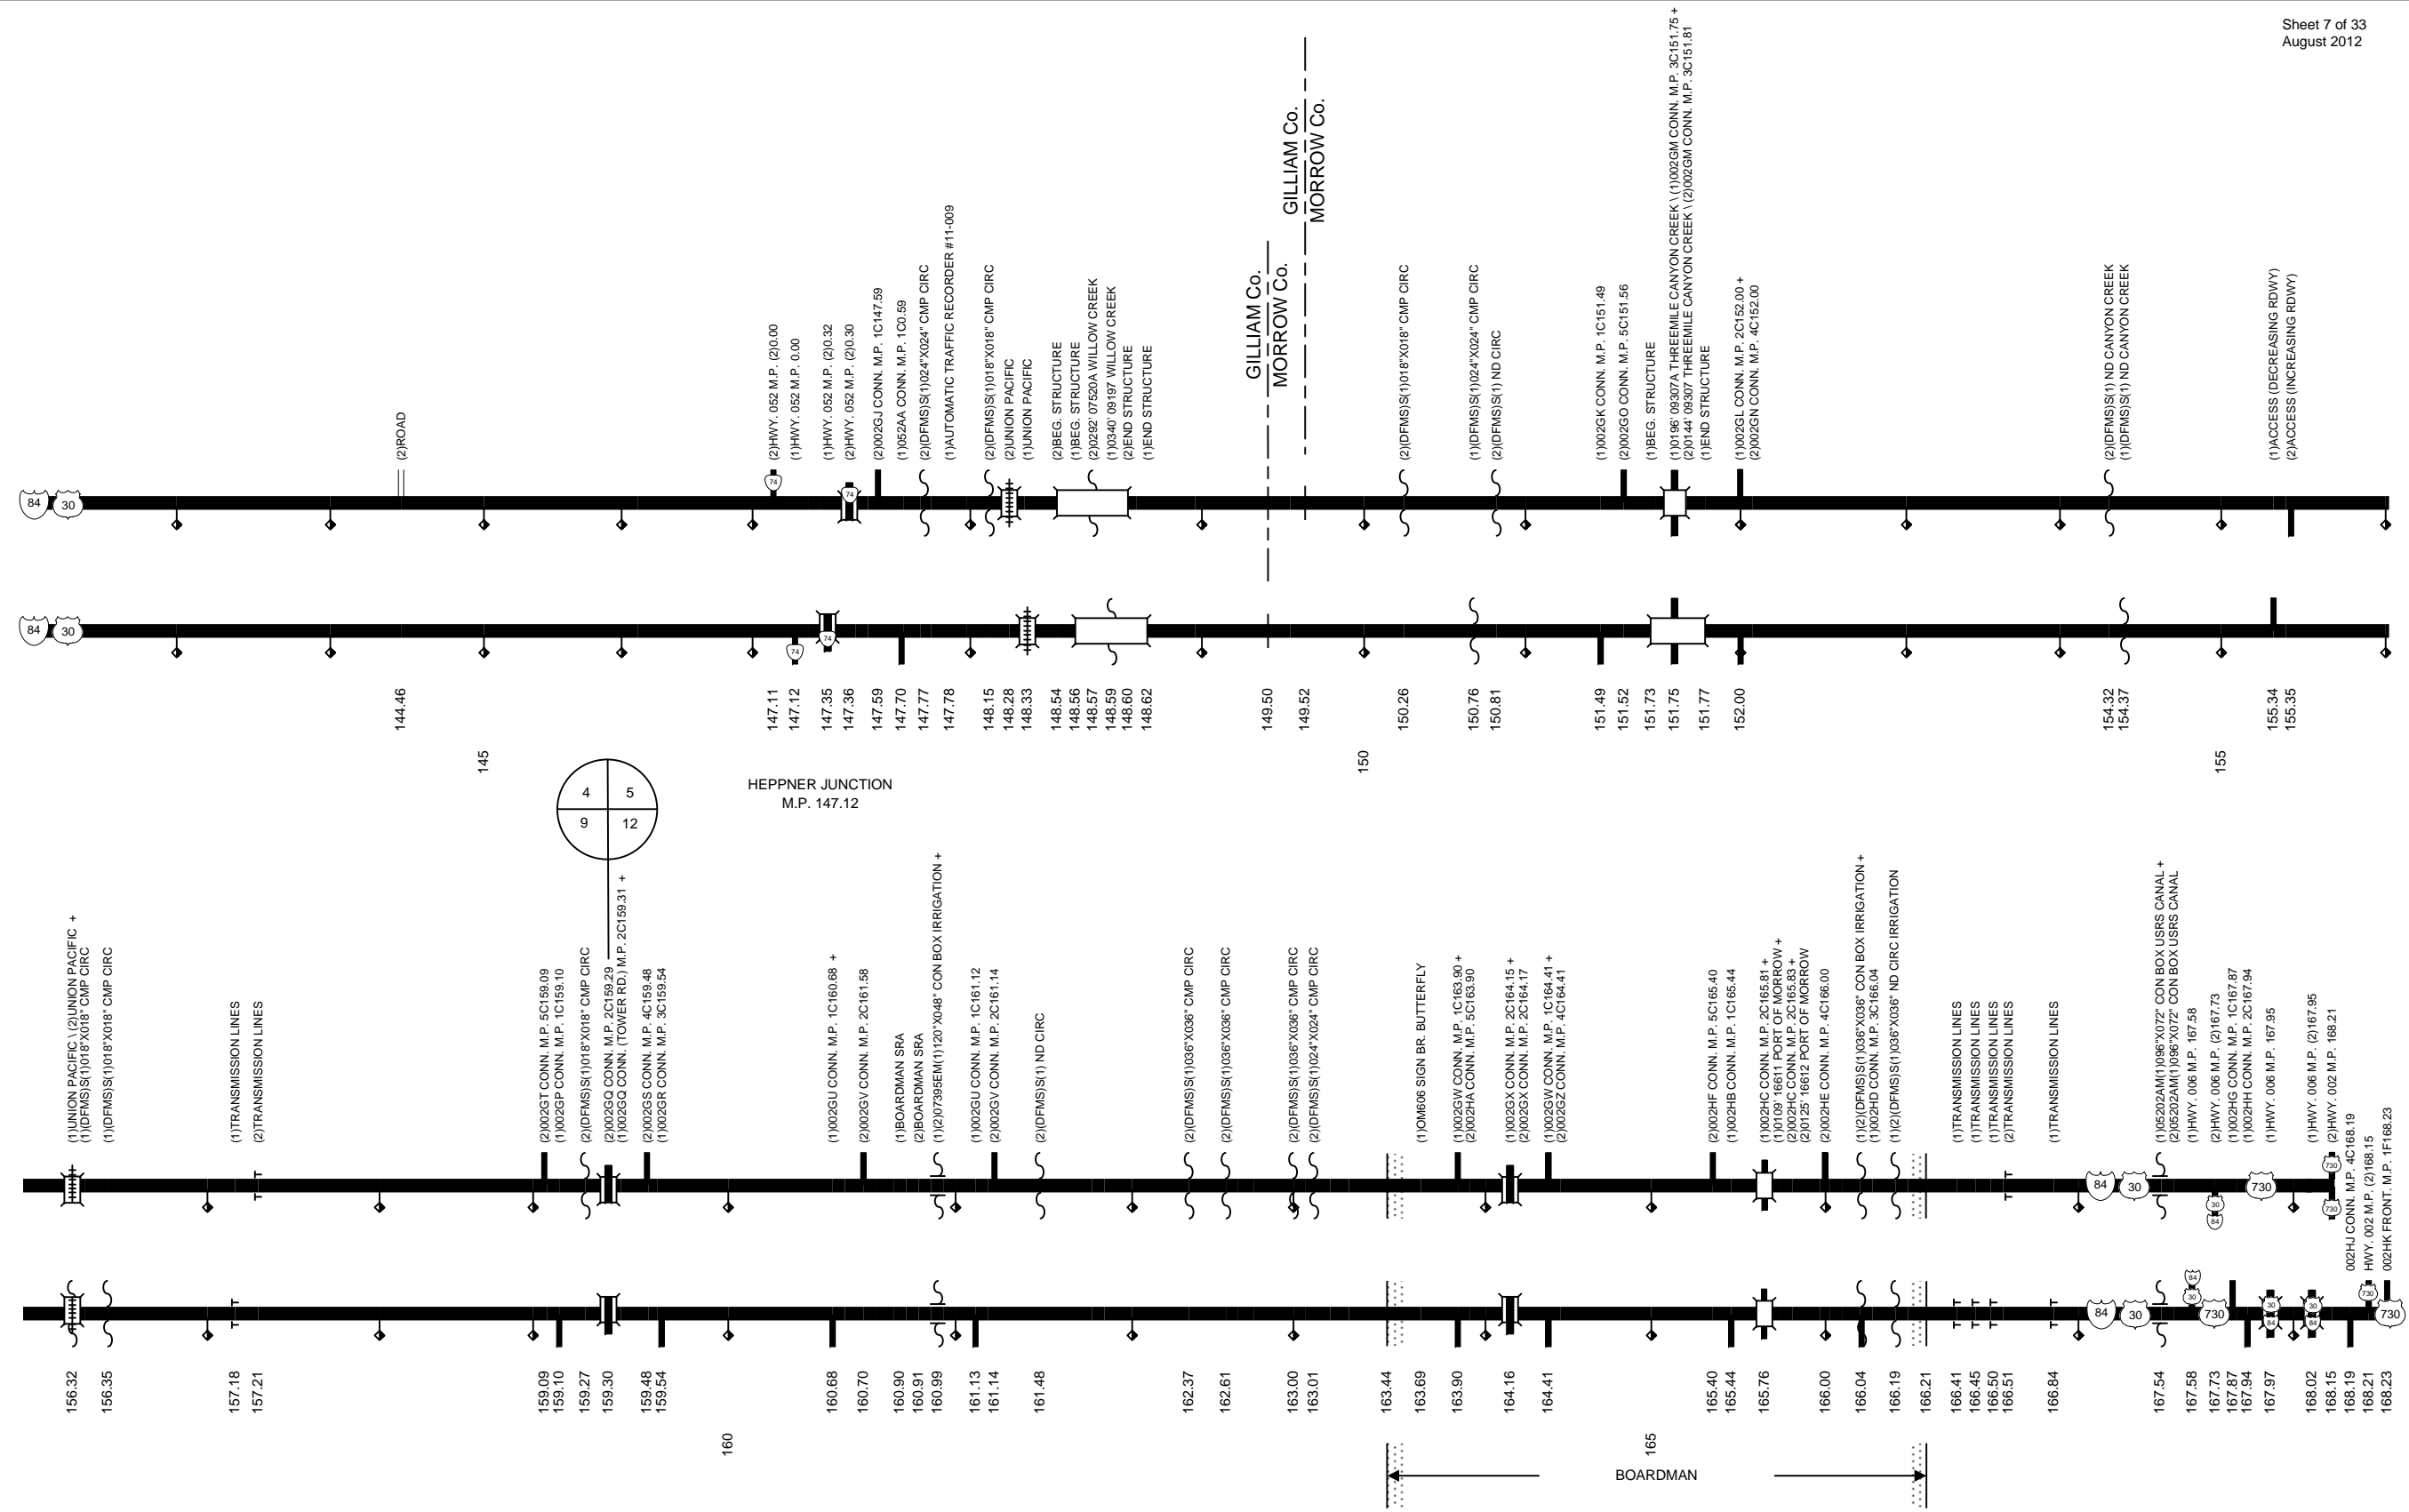 Sheet 7 of 33
August 2012
(2)ROAD
(2)HWY. 052 M.P. (2)0.00
(1)HWY. 052 M.P. 0.00
(1)HWY. 052 M.P. (2)0.32
(2)HWY. 052 M.P. (2)0.30
(2)002GJ CONN. M.P. 1C147.59
(1)052AA CONN. M.P. 1C0.59
(2)(DFMS)S(1)024"X024" CMP CIRC
(1)AUTOMATIC TRAFFIC RECORDER #11-009
(2)(DFMS)S(1)018"X018" CMP CIRC
(2)UNION PACIFIC
(1)UNION PACIFIC
(2)BEG. STRUCTURE
(1)BEG. STRUCTURE
(2)0292' 07520A WILLOW CREEK
(1)0340' 09197 WILLOW CREEK
(2)END STRUCTURE
(1)END STRUCTURE
GILLIAM Co.
MORROW Co.
GILLIAM Co.
MORROW Co.
(2)(DFMS)S(1)018"X018" CMP CIRC
(1)(DFMS)S(1)024"X024" CMP CIRC
(2)(DFMS)S(1) ND CIRC
(1)002GK CONN. M.P. 1C151.49
(2)002GO CONN. M.P. 5C151.56
(1)BEG. STRUCTURE
(1)0196' 09307A THREEMILE CANYON CREEK \ (1)002GM CONN. M.P. 3C151.75 +
(2)0144' 09307 THREEMILE CANYON CREEK \ (2)002GM CONN. M.P. 3C151.81
(1)END STRUCTURE
(1)002GL CONN. M.P. 2C152.00 +
(2)002GN CONN. M.P. 4C152.00
(2)(DFMS)S(1) ND CANYON CREEK
(1)(DFMS)S(1) ND CANYON CREEK
(1)ACCESS (DECREASING RDWY)
(2)ACCESS (INCREASING RDWY)
84 30 74 74
84 30 74 74
144.46
147.11
147.12
147.35
147.36
147.59
147.70
147.77
147.78
148.15
148.28
148.33
148.54
148.56
148.57
148.59
148.60
148.62
149.50
149.52
150.26
150.76
150.81
151.49
151.52
151.73
151.75
151.77
152.00
154.32
154.37
155.34
155.35
145
150
155
4 5
9 12
HEPPNER JUNCTION
M.P. 147.12
(1)UNION PACIFIC \ (2)UNION PACIFIC +
(1)(DFMS)S(1)018"X018" CMP CIRC
(1)(DFMS)S(1)018"X018" CMP CIRC
(1)TRANSMISSION LINES
(2)TRANSMISSION LINES
(2)002GT CONN. M.P. 5C159.09
(1)002GP CONN. M.P. 1C159.10
(2)(DFMS)S(1)018"X018" CMP CIRC
(2)002GQ CONN. M.P. 2C159.29
(1)002GQ CONN. (TOWER RD.) M.P. 2C159.31 +
(2)002GS CONN. M.P. 4C159.48
(1)002GR CONN. M.P. 3C159.54
(1)002GU CONN. M.P. 1C160.68 +
(2)002GV CONN. M.P. 2C161.58
(1)BOARDMAN SRA
(2)BOARDMAN SRA
(1)(2)07395EM(1)120"X048" CON BOX IRRIGATION +
(1)002GU CONN. M.P. 1C161.12
(2)002GV CONN. M.P. 2C161.14
(2)(DFMS)S(1) ND CIRC
(2)(DFMS)S(1)036"X036" CMP CIRC
(2)(DFMS)S(1)036"X036" CMP CIRC
(2)(DFMS)S(1)036"X036" CMP CIRC
(2)(DFMS)S(1)024"X024" CMP CIRC
(1)OM606 SIGN BR. BUTTERFLY
(1)002GW CONN. M.P. 1C163.90 +
(2)002HA CONN. M.P. 5C163.90
(1)002GX CONN. M.P. 2C164.15 +
(2)002GX CONN. M.P. 2C164.17
(1)002GW CONN. M.P. 1C164.41 +
(2)002GZ CONN. M.P. 4C164.41
(2)002HF CONN. M.P. 5C165.40
(1)002HB CONN. M.P. 1C165.44
(1)002HC CONN. M.P. 2C165.81 +
(1)0109' 16611 PORT OF MORROW +
(2)002HC CONN. M.P. 2C165.83 +
(2)0125' 16612 PORT OF MORROW
(2)002HE CONN. M.P. 4C166.00
(1)(2)(DFMS)S(1)036"X036" CON BOX IRRIGATION +
(1)002HD CONN. M.P. 3C166.04
(1)(2)(DFMS)S(1)036"X036" ND CIRC IRRIGATION
(1)TRANSMISSION LINES
(1)TRANSMISSION LINES
(1)TRANSMISSION LINES
(2)TRANSMISSION LINES
(1)TRANSMISSION LINES
(1)05202AM(1)096"X072" CON BOX USRS CANAL +
(2)05202AM(1)096"X072" CON BOX USRS CANAL
(1)HWY. 006 M.P. 167.58
(2)HWY. 006 M.P. (2)167.73
(1)002HG CONN. M.P. 1C167.87
(1)002HH CONN. M.P. 2C167.94
(1)HWY. 006 M.P. 167.95
(1)HWY. 006 M.P. (2)167.95
(2)HWY. 002 M.P. 168.21
002HJ CONN. M.P. 4C168.19
HWY. 002 M.P. (2)168.15
002HK FRONT. M.P. 1F168.23
84 30 30 84 730 730 730
84 30 84 30 730 30 84 30 84 730 730
156.32
156.35
157.18
157.21
159.09
159.10
159.27
159.30
159.48
159.54
160.68
160.70
160.90
160.91
160.99
161.13
161.14
161.48
162.37
162.61
163.00
163.01
163.44
163.69
163.90
164.16
164.41
165.40
165.44
165.76
166.00
166.04
166.19
166.21
166.41
166.45
166.50
166.51
166.84
167.54
167.58
167.73
167.87
167.94
167.97
168.02
168.15
168.19
168.21
168.23
160
165
BOARDMAN